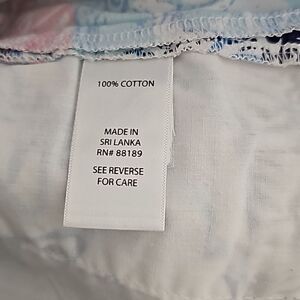 100% COTTON
MADE IN
SRI LANKA
RN# 88189
SEE REVERSE
FOR CARE